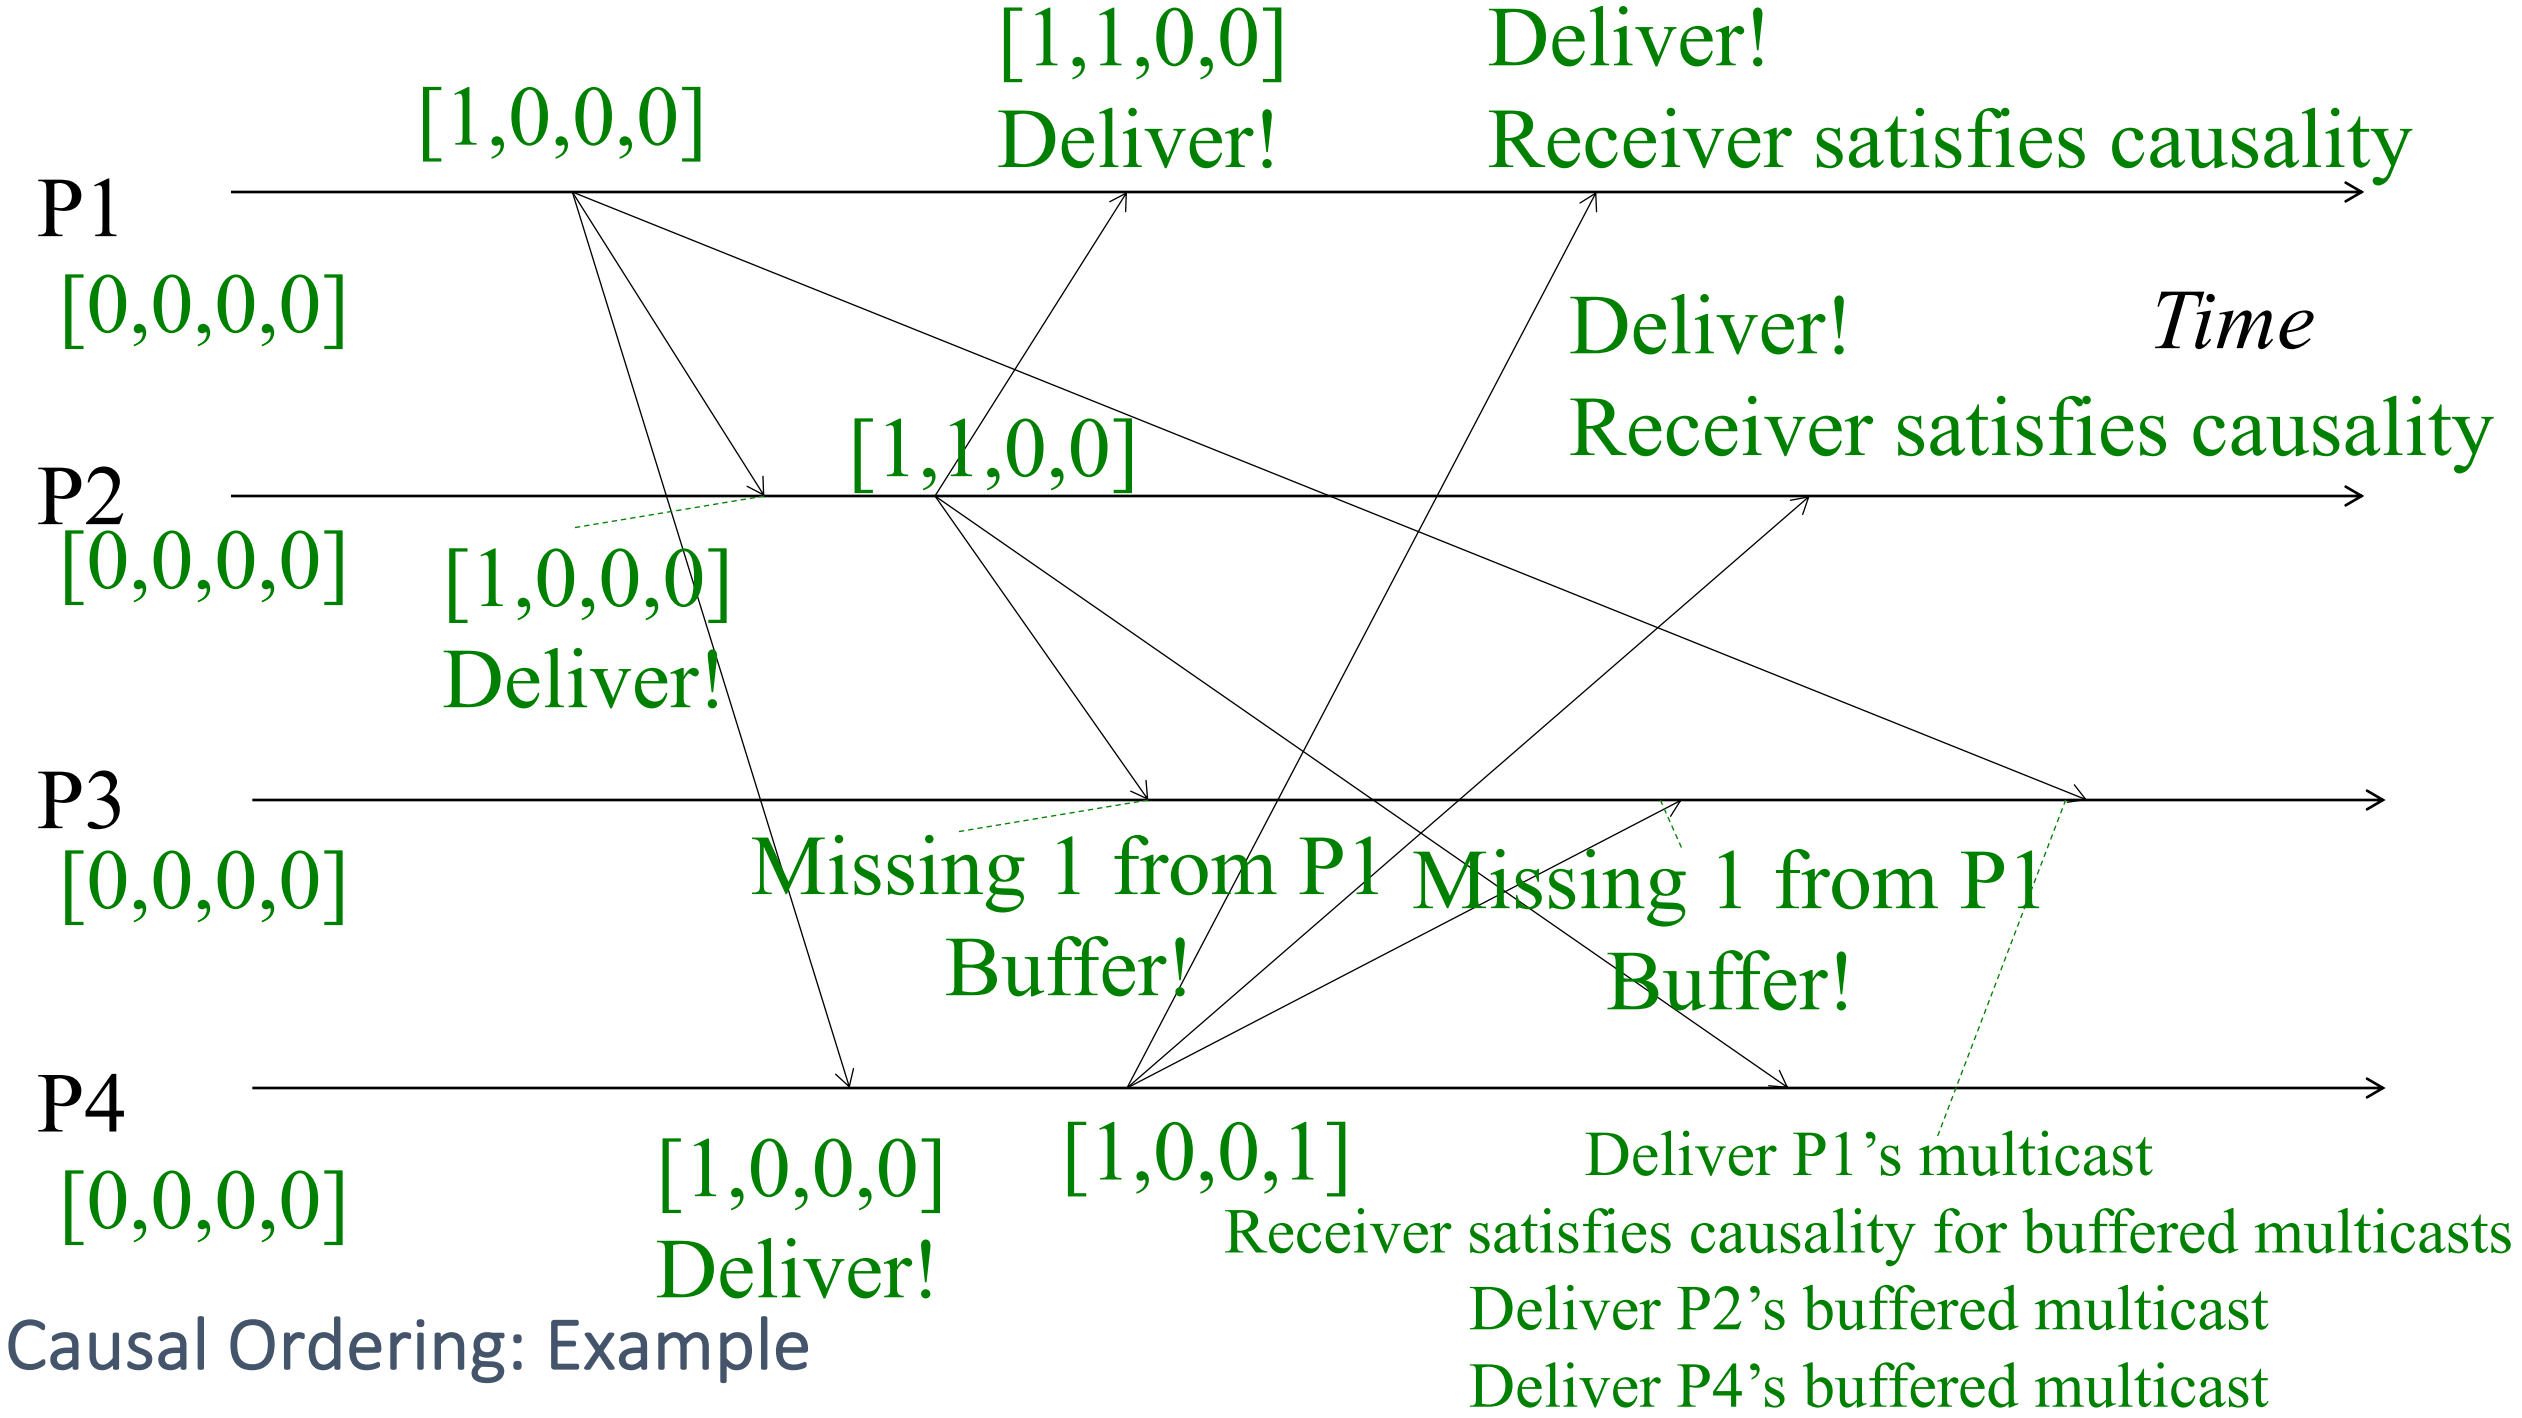 [1,1,0,0]
Deliver!
Deliver!
Receiver satisfies causality
[1,0,0,0]
P1
[0,0,0,0]
Time
Deliver!
Receiver satisfies causality
[1,1,0,0]
P2
[0,0,0,0]
[1,0,0,0]
Deliver!
P3
[0,0,0,0]
Missing 1 from P1
Buffer!
Missing 1 from P1
Buffer!
P4
[0,0,0,0]
[1,0,0,0]
Deliver!
[1,0,0,1]
Deliver P1’s multicast
Receiver satisfies causality for buffered multicasts
Deliver P2’s buffered multicast
Deliver P4’s buffered multicast
Causal Ordering: Example